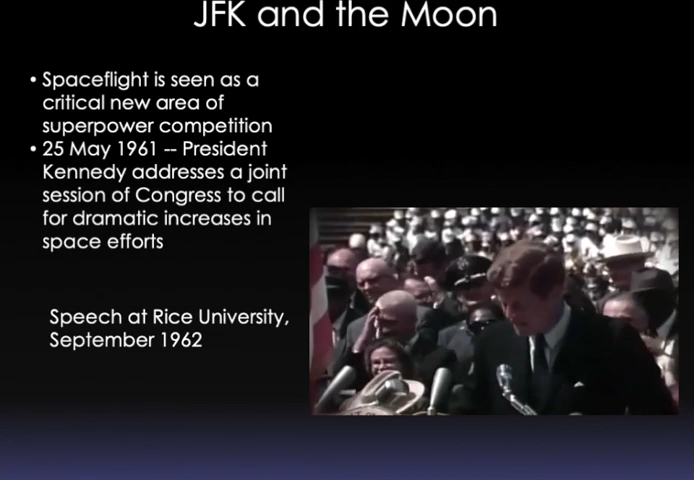 JFK and the Moon
• Spaceflight is seen as a
critical new area of
superpower competition
• 25 May 1961 -- President
Kennedy addresses a joint
session of Congress to call
for dramatic increases in
space efforts
Speech at Rice University,
September 1962